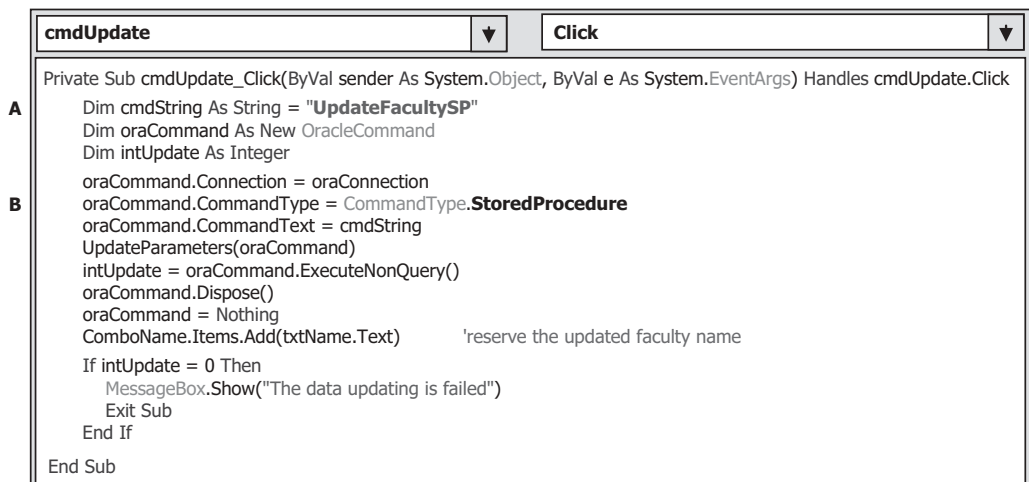 cmdUpdate Click
Private Sub cmdUpdate_Click(ByVal sender As System.Object, ByVal e As System.EventArgs) Handles cmdUpdate.Click
A Dim cmdString As String = "UpdateFacultySP"
Dim oraCommand As New OracleCommand
Dim intUpdate As Integer
oraCommand.Connection = oraConnection
B oraCommand.CommandType = CommandType.StoredProcedure
oraCommand.CommandText = cmdString
UpdateParameters(oraCommand)
intUpdate = oraCommand.ExecuteNonQuery()
oraCommand.Dispose()
oraCommand = Nothing
ComboName.Items.Add(txtName.Text) 'reserve the updated faculty name
If intUpdate = 0 Then
MessageBox.Show("The data updating is failed")
Exit Sub
End If
End Sub